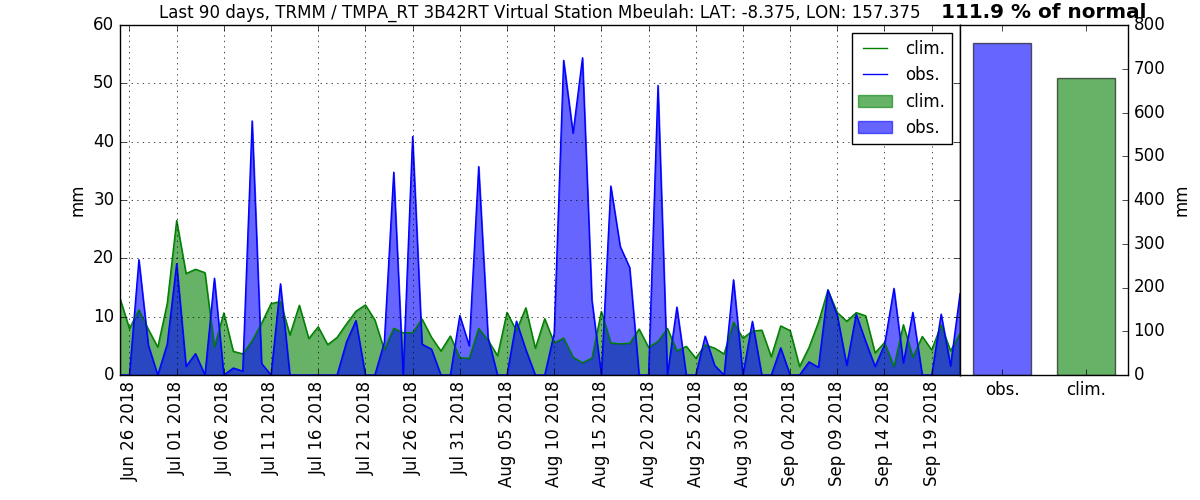 Last 90 days, TRMM / TMPA_RT 3B42RT Virtual Station Mbeulah: LAT: -8.375, LON: 157.375
111.9 % of normal
60
50
40
30
20
10
0
mm
clim.
obs.
clim.
obs.
800
700
600
500
400
300
200
100
0
mm
obs.
clim.
Jun 26 2018
Jul 01 2018
Jul 06 2018
Jul 11 2018
Jul 16 2018
Jul 21 2018
Jul 26 2018
Jul 31 2018
Aug 05 2018
Aug 10 2018
Aug 15 2018
Aug 20 2018
Aug 25 2018
Aug 30 2018
Sep 04 2018
Sep 09 2018
Sep 14 2018
Sep 19 2018